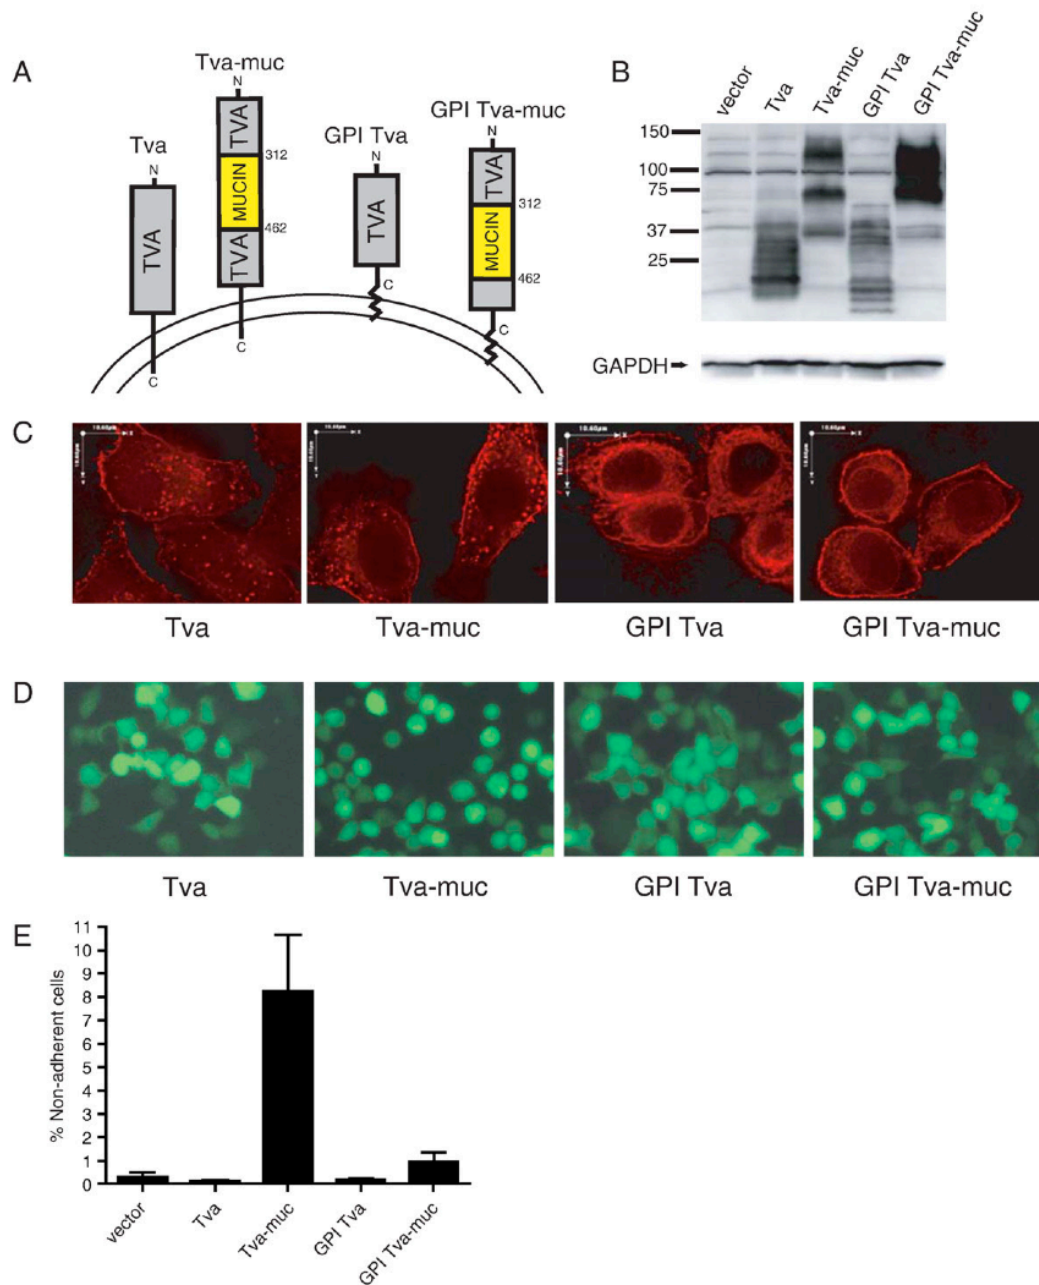 A
Tva
N
TVA
C
Tva-muc
N
TVA
312
MUCIN
462
TVA
C
GPI Tva
N
TVA
C
GPI Tva-muc
N
TVA
312
MUCIN
462
C
B
vector
Tva
Tva-muc
GPI Tva
GPI Tva-muc
150
100
75
37
25
GAPDH
C
Tva
Tva-muc
GPI Tva
GPI Tva-muc
D
Tva
Tva-muc
GPI Tva
GPI Tva-muc
E
% Non-adherent cells
11
10
9
8
7
6
5
4
3
2
1
0
vector
Tva
Tva-muc
GPI Tva
GPI Tva-muc